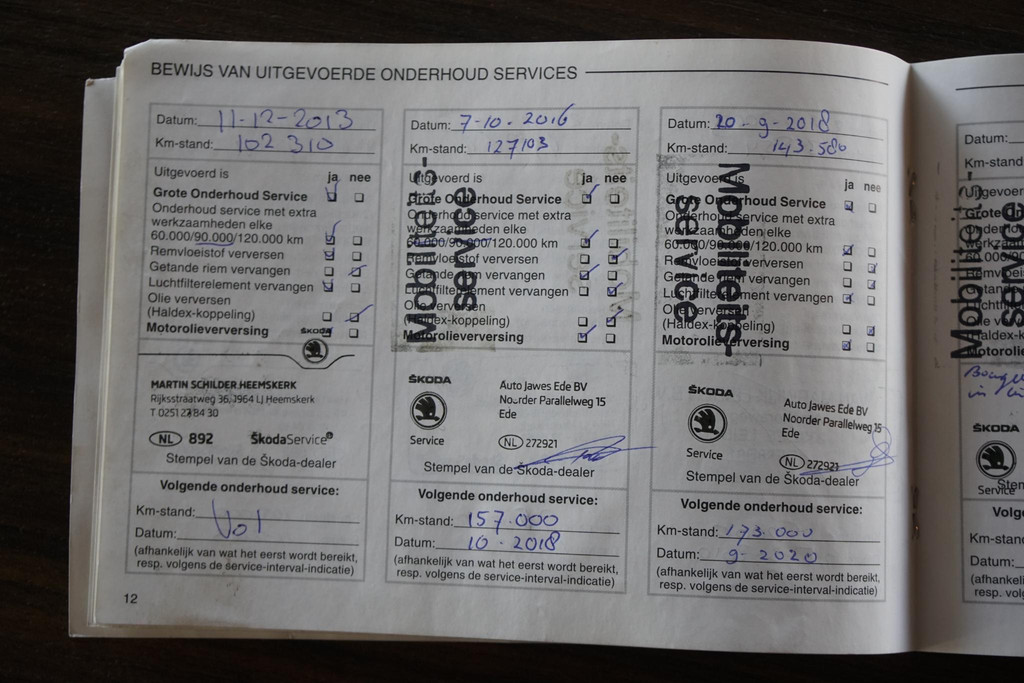 BEWIJS VAN UITGEVOERDE ONDERHOUD SERVICES
Datum: 11-12-2013
Km-stand: 102 310
Uitgevoerd is ja nee
Grote Onderhoud Service
Onderhoud service met extra
werkzaamheden elke
60.000/90.000/120.000 km
Remvloeistof verversen
Getande riem vervangen
Luchtfilterelement vervangen
Olie verversen
(Haldex-koppeling)
Motorolieverversing
ŠKODA
MARTIN SCHILDER HEEMSKERK
Rijksstraatweg 36, 1964 LJ Heemskerk
T 0251 23 84 30
NL 892 ŠkodaService
Stempel van de Škoda-dealer
Volgende onderhoud service:
Km-stand: Vol
Datum:
(afhankelijk van wat het eerst wordt bereikt,
resp. volgens de service-interval-indicatie)
12
Datum: 7-10-2016
Km-stand: 127103
Uitgevoerd is ja nee
Grote Onderhoud Service
Onderhoud service met extra
werkzaamheden elke
60.000/90.000/120.000 km
Remvloeistof verversen
Getande riem vervangen
Luchtfilterelement vervangen
Olie verversen
(Haldex-koppeling)
Motorolieverversing
Mobiliteits-
service
ŠKODA
Service
Auto Jawes Ede BV
Noorder Parallelweg 15
Ede
NL 272921
Stempel van de Škoda-dealer
Volgende onderhoud service:
Km-stand: 157.000
Datum: 10-2018
(afhankelijk van wat het eerst wordt bereikt,
resp. volgens de service-interval-indicatie)
Datum: 20-9-2018
Km-stand: 143.580
Uitgevoerd is ja nee
Grote Onderhoud Service
Onderhoud service met extra
werkzaamheden elke
60.000/90.000/120.000 km
Remvloeistof verversen
Getande riem vervangen
Luchtfilterelement vervangen
Olie verversen
(Haldex-koppeling)
Motorolieverversing
Mobiliteits-
service
ŠKODA
Service
Auto Jawes Ede BV
Noorder Parallelweg 15
Ede
NL 272921
Stempel van de Škoda-dealer
Volgende onderhoud service:
Km-stand: 173.000
Datum: 9-2020
(afhankelijk van wat het eerst wordt bereikt,
resp. volgens de service-interval-indicatie)
Datum:
Km-stand
Mobiliteit
service
ŠKODA
Service
Volg
Km-stan
Datum:
(afhankeli
resp. vol